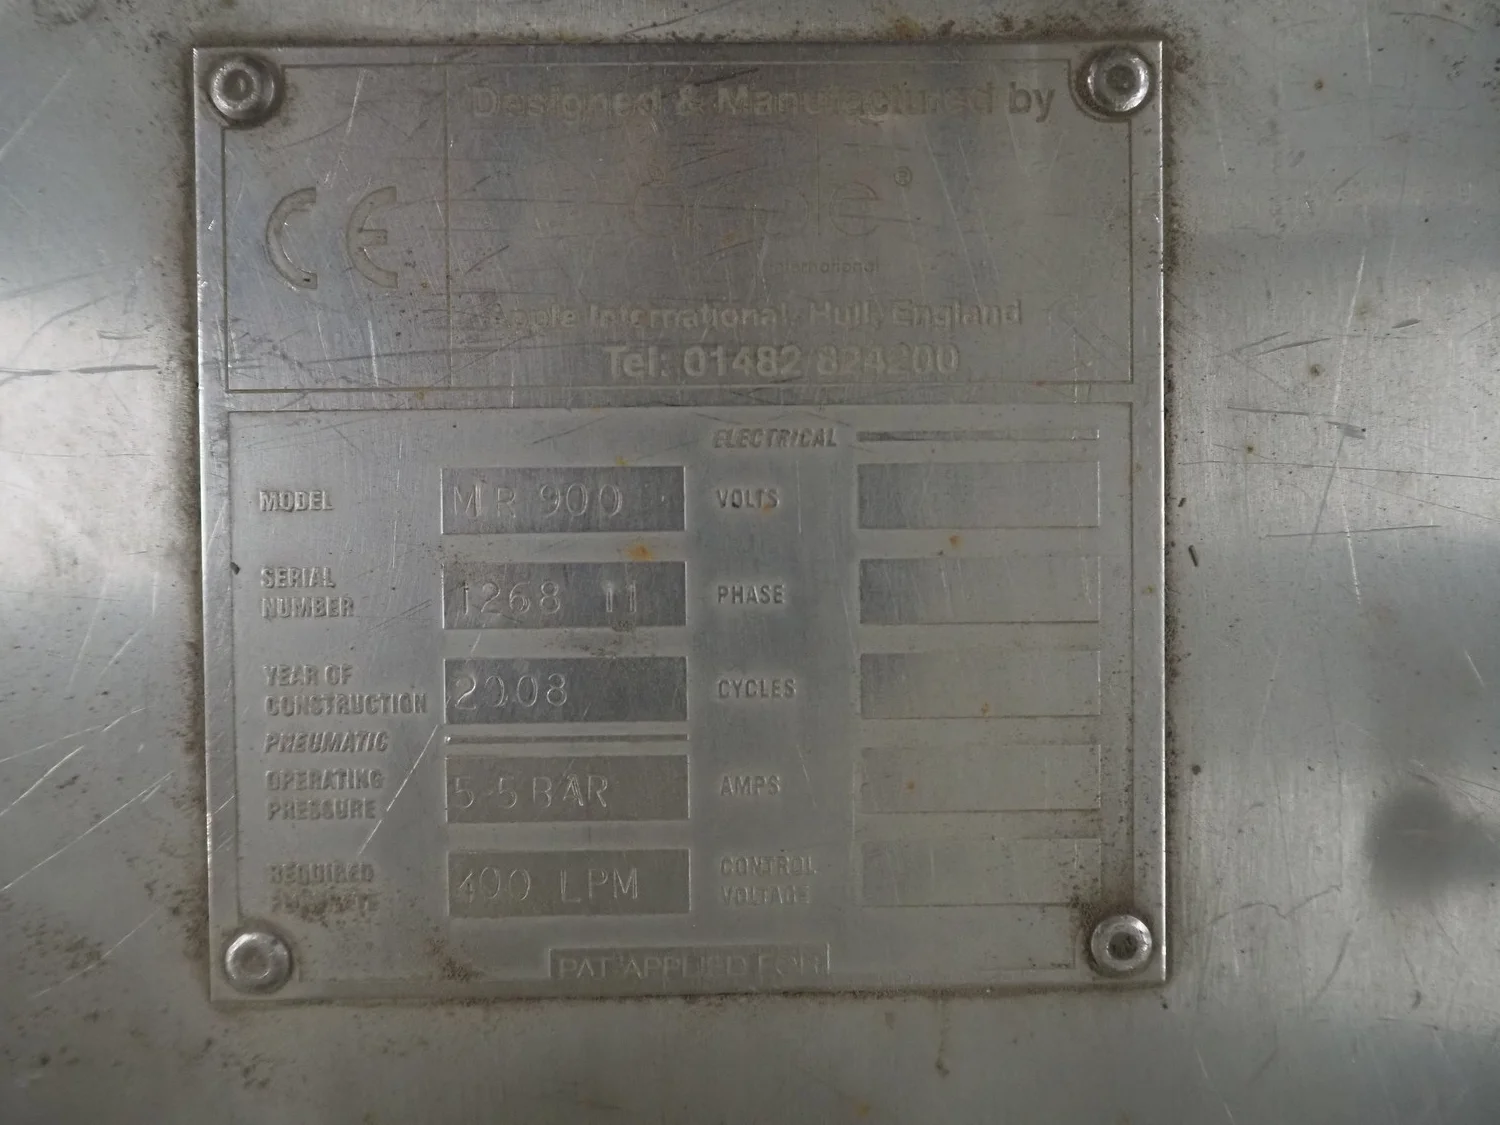 Designed & Manufactured by
CE
®
international
International, Hull, England
Tel: 01482 824200
ELECTRICAL
MODEL MR 900 VOLTS
SERIAL
NUMBER 1268 11 PHASE
YEAR OF
CONSTRUCTION 2008 CYCLES
PNEUMATIC
OPERATING
PRESSURE 5-5 BAR AMPS
REQUIRED
400 LPM
CONTROL
VOLTAGE
PAT APPLIED FOR